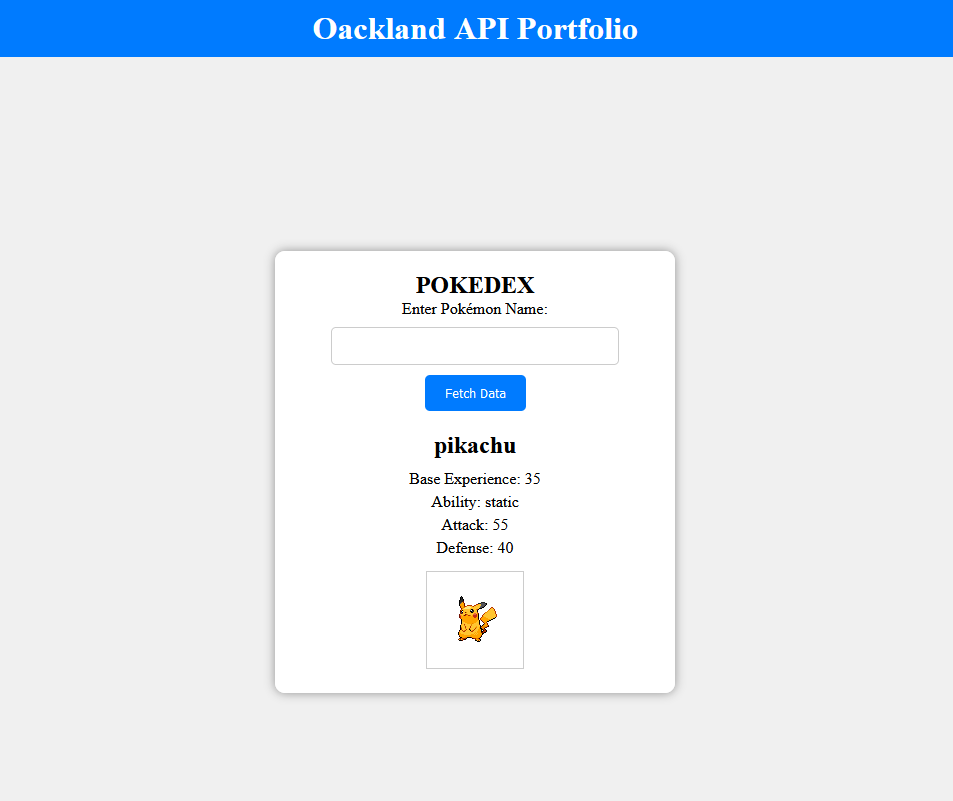 Oackland API Portfolio
POKEDEX
Enter Pokémon Name:
Fetch Data
pikachu
Base Experience: 35
Ability: static
Attack: 55
Defense: 40